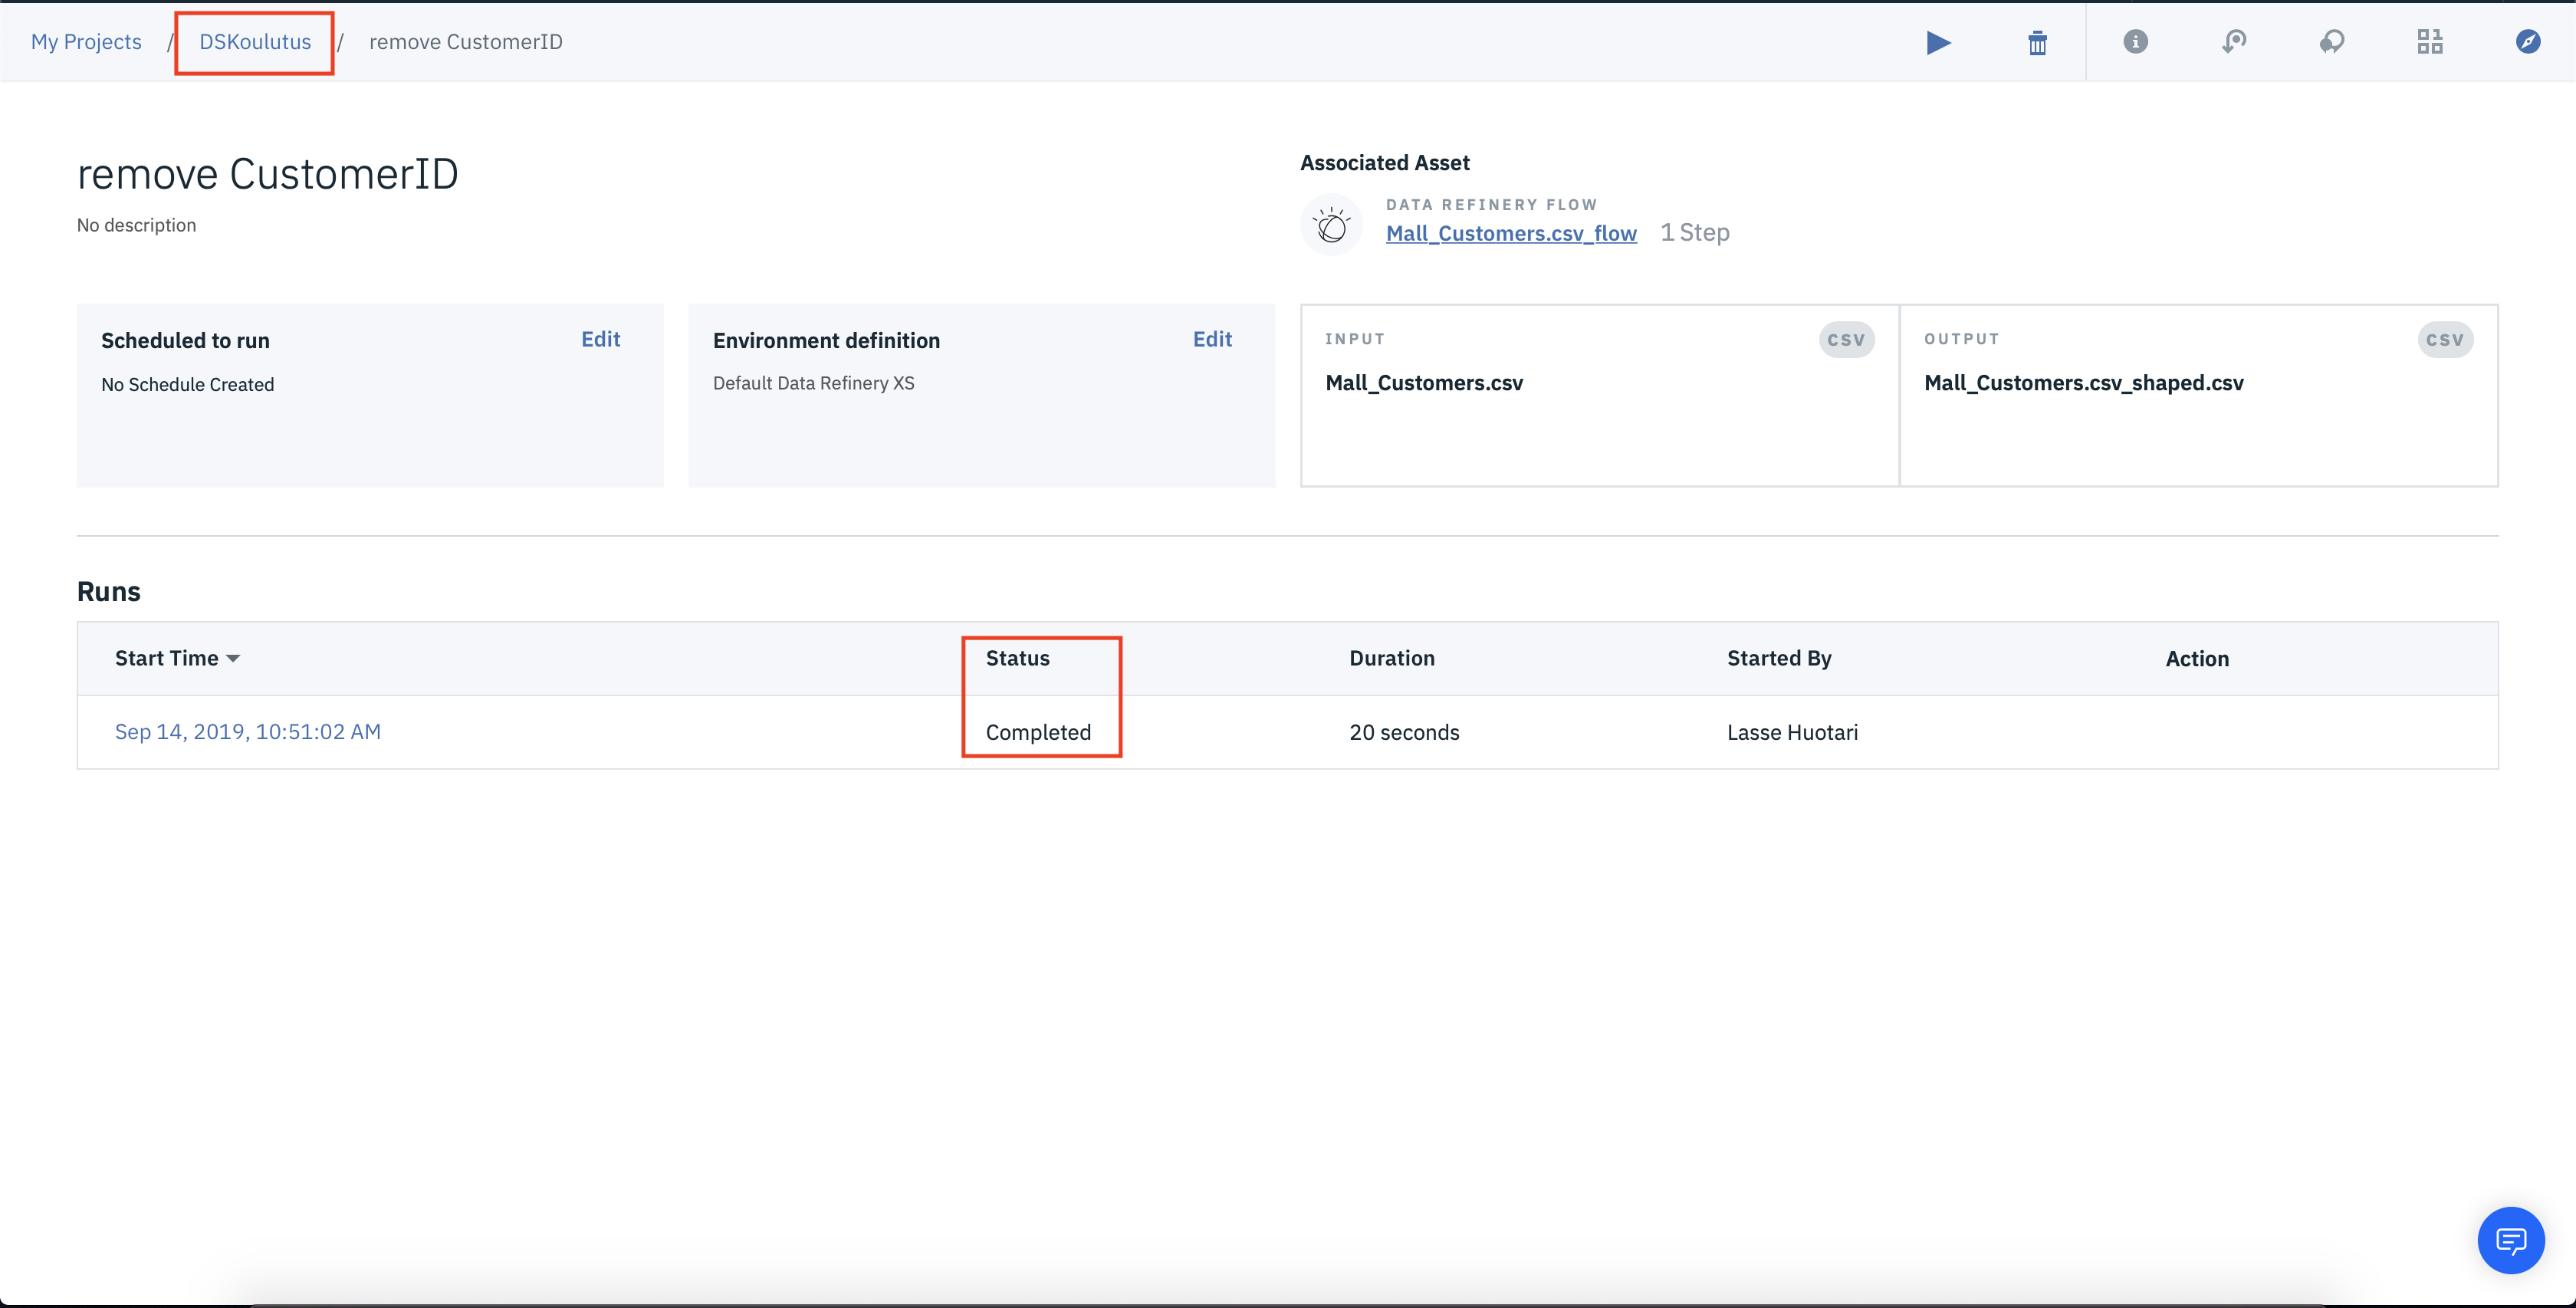 My Projects / DSKoulutus / remove CustomerID
remove CustomerID
No description
Associated Asset
DATA REFINERY FLOW
Mall_Customers.csv_flow 1 Step
Scheduled to run Edit
No Schedule Created
Environment definition Edit
Default Data Refinery XS
INPUT CSV
Mall_Customers.csv
OUTPUT CSV
Mall_Customers.csv_shaped.csv
Runs
Start Time Status Duration Started By Action
Sep 14, 2019, 10:51:02 AM Completed 20 seconds Lasse Huotari